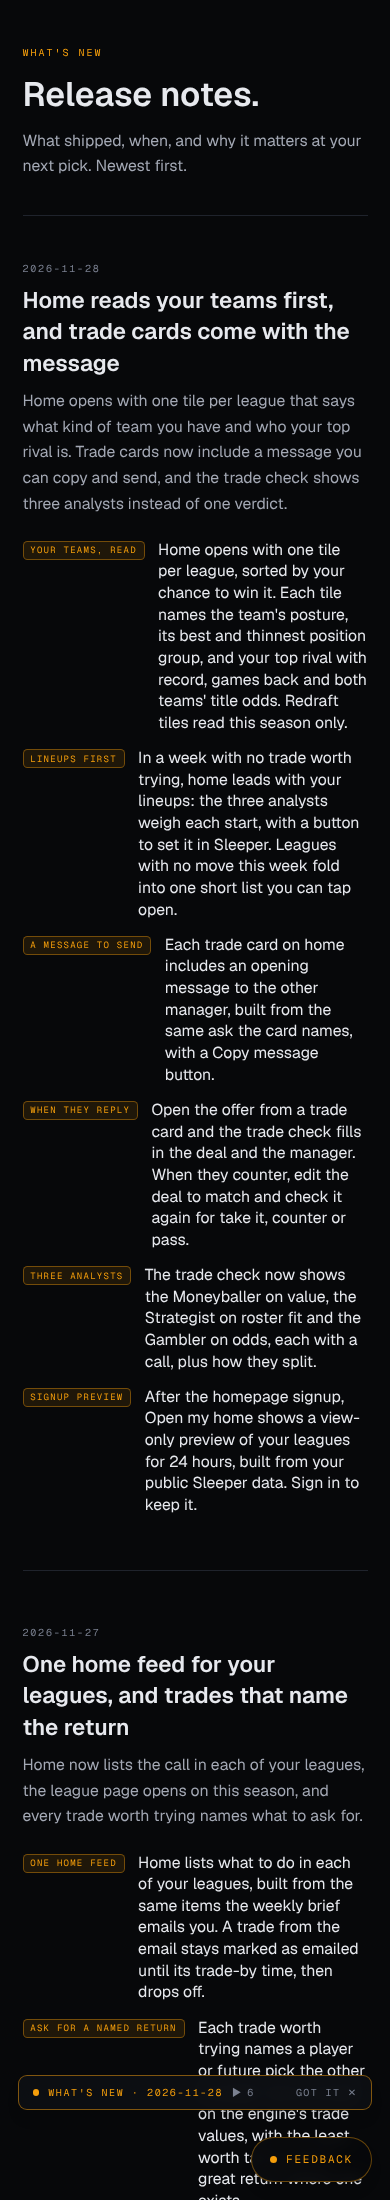 WHAT'S NEW
Release notes.
What shipped, when, and why it matters at your
next pick. Newest first.
2026-11-28
Home reads your teams first,
and trade cards come with the
message
Home opens with one tile per league that says
what kind of team you have and who your top
rival is. Trade cards now include a message you
can copy and send, and the trade check shows
three analysts instead of one verdict.
YOUR TEAMS, READ
Home opens with one tile
per league, sorted by your
chance to win it. Each tile
names the team's posture,
its best and thinnest position
group, and your top rival with
record, games back and both
teams' title odds. Redraft
tiles read this season only.
LINEUPS FIRST
In a week with no trade worth
trying, home leads with your
lineups: the three analysts
weigh each start, with a button
to set it in Sleeper. Leagues
with no move this week fold
into one short list you can tap
open.
A MESSAGE TO SEND
Each trade card on home
includes an opening
message to the other
manager, built from the
same ask the card names,
with a Copy message
button.
WHEN THEY REPLY
Open the offer from a trade
card and the trade check fills
in the deal and the manager.
When they counter, edit the
deal to match and check it
again for take it, counter or
pass.
THREE ANALYSTS
The trade check now shows
the Moneyballer on value, the
Strategist on roster fit and the
Gambler on odds, each with a
call, plus how they split.
SIGNUP PREVIEW
After the homepage signup,
Open my home shows a view-
only preview of your leagues
for 24 hours, built from your
public Sleeper data. Sign in to
keep it.
2026-11-27
One home feed for your
leagues, and trades that name
the return
Home now lists the call in each of your leagues,
the league page opens on this season, and
every trade worth trying names what to ask for.
ONE HOME FEED
Home lists what to do in each
of your leagues, built from the
same items the weekly brief
emails you. A trade from the
email stays marked as emailed
until its trade-by time, then
drops off.
ASK FOR A NAMED RETURN
Each trade worth
trying names a player
or future pick the other
WHAT'S NEW · 2026-11-28 ▶ 6 GOT IT ×
on the engine's trade
values, with the least
worth
FEEDBACK
great return where one